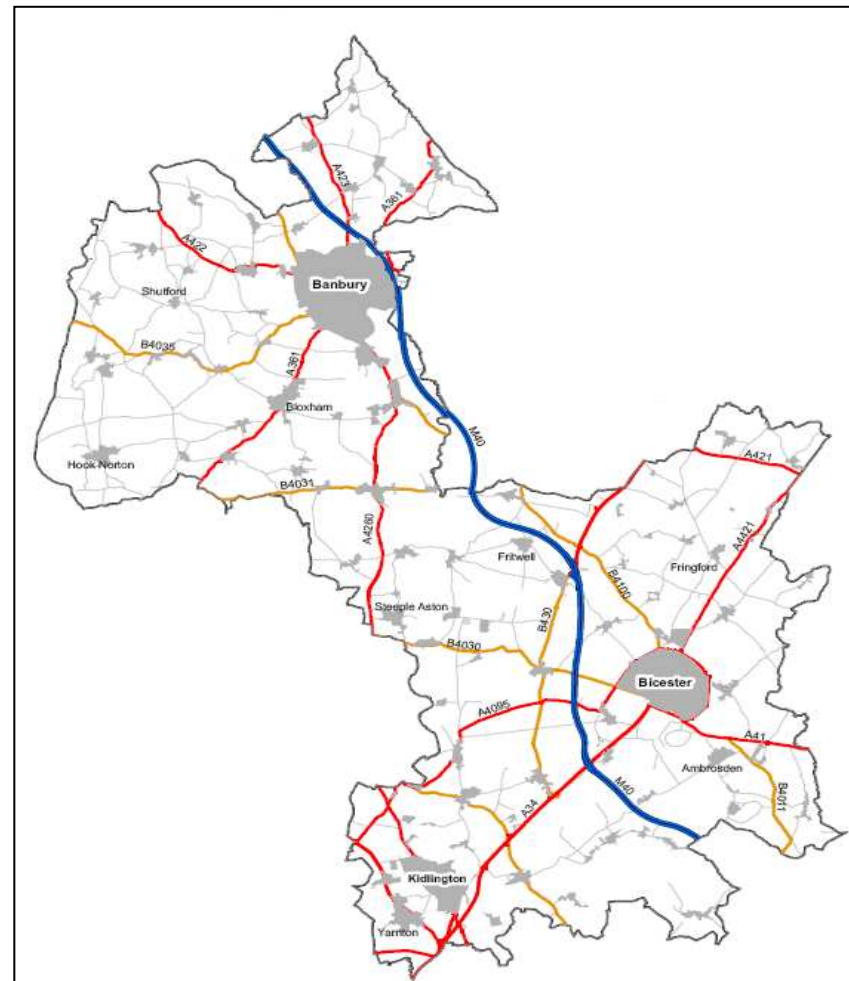 A423
A361
A422
Banbury
Shutford
B4035
A361
Bloxham
M40
Hook Norton
A421
B4031
A4260
A4421
Fritwell
Fringford
B4100
B430
Steeple Aston
B4030
Bicester
A4095
A41
Ambrosden
M40
B4011
A34
Kidlington
Yarnton